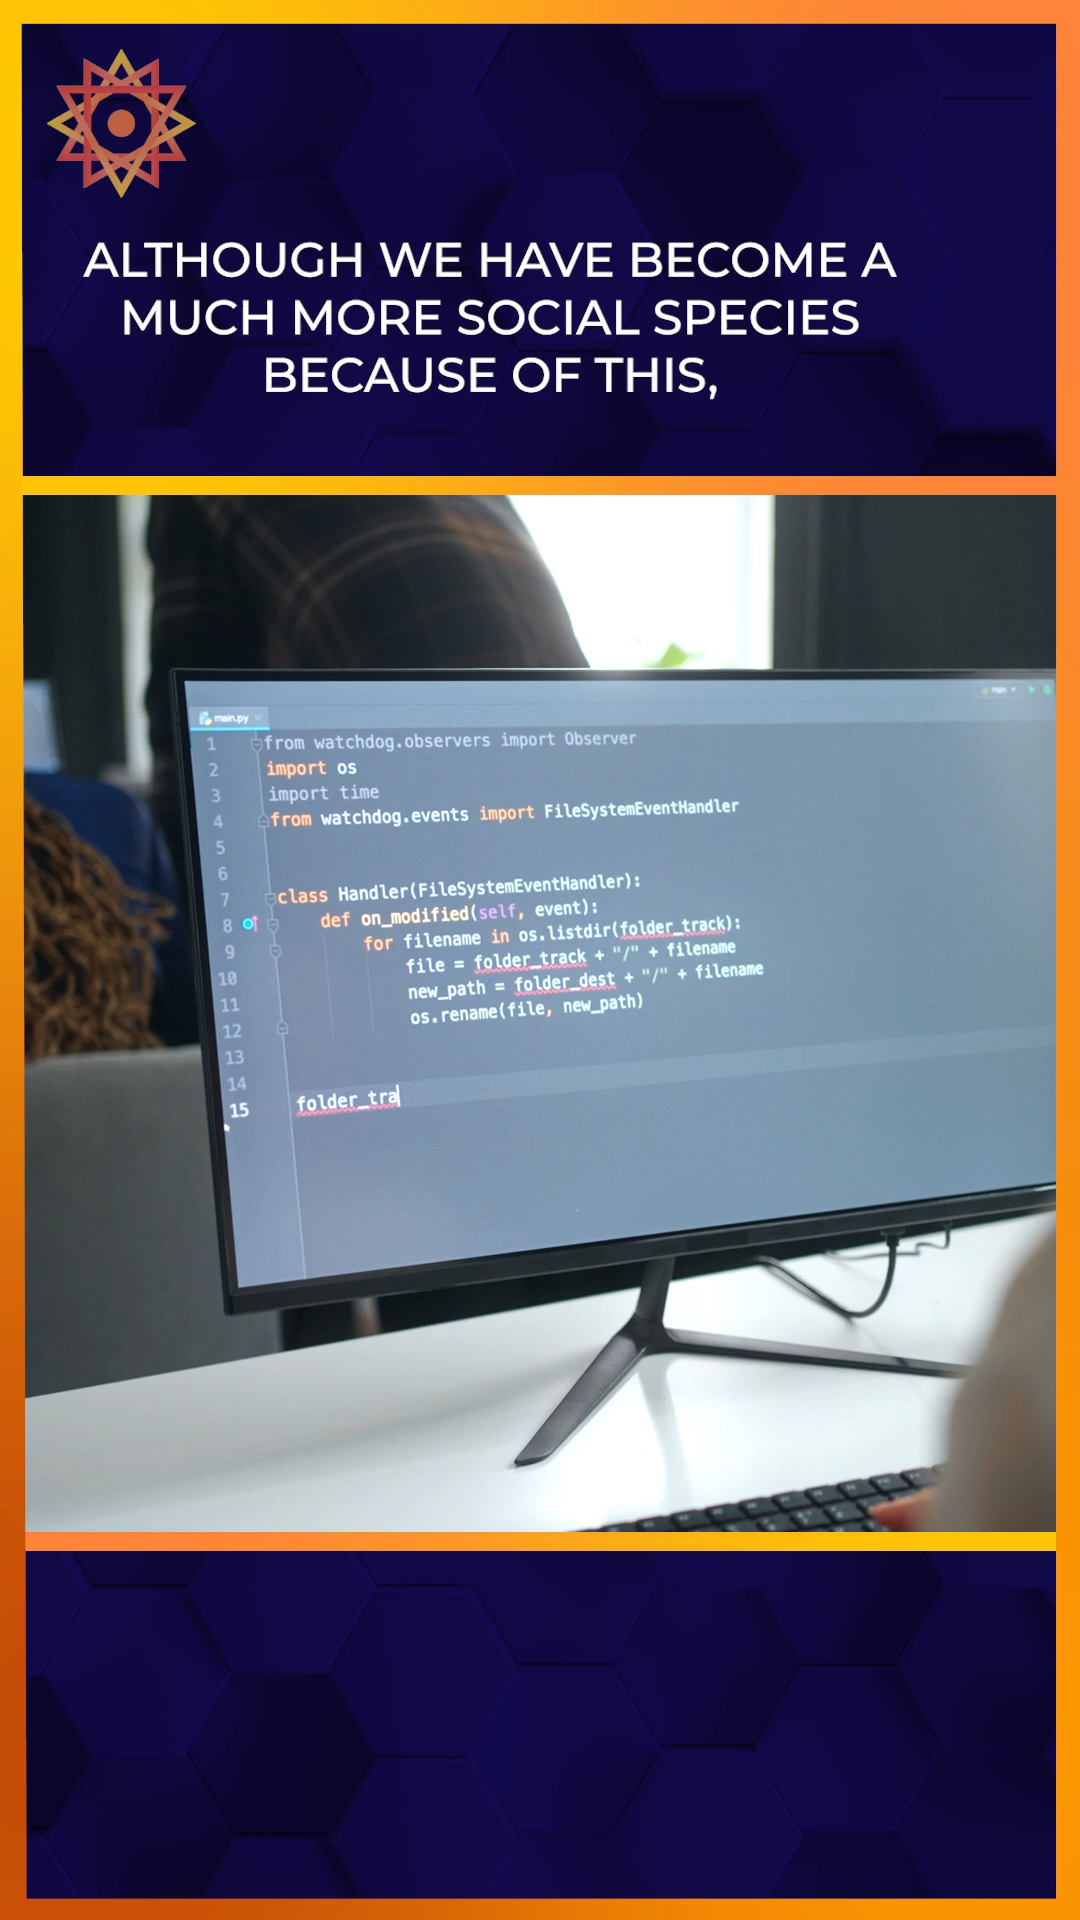 ALTHOUGH WE HAVE BECOME A
MUCH MORE SOCIAL SPECIES
BECAUSE OF THIS,
main.py
main
1 from watchdog.observers import Observer
2 import os
3 import time
4 from watchdog.events import FileSystemEventHandler
5
6
7 class Handler(FileSystemEventHandler):
8 def on_modified(self, event):
9 for filename in os.listdir(folder_track):
10 file = folder_track + "/" + filename
11 new_path = folder_dest + "/" + filename
12 os.rename(file, new_path)
13
14
15 folder_tra